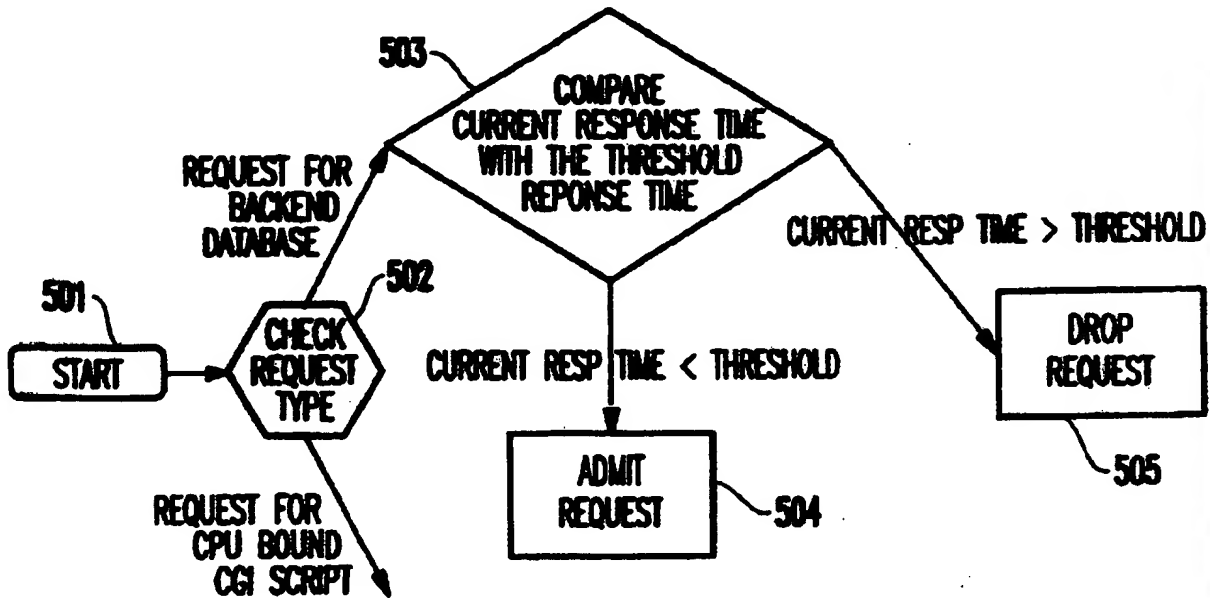 503
COMPARE
CURRENT RESPONSE TIME
WITH THE THRESHOLD
REPONSE TIME
REQUEST FOR
BACKEND
DATABASE
CURRENT RESP TIME > THRESHOLD
501
502
START
CHECK
REQUEST
TYPE
CURRENT RESP TIME < THRESHOLD
DROP
REQUEST
505
ADMIT
REQUEST
504
REQUEST FOR
CPU BOUND
CGI SCRIPT